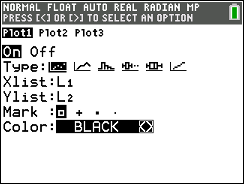 NORMAL FLOAT AUTO REAL RADIAN MP
PRESS [<] OR [>] TO SELECT AN OPTION
Plot1 Plot2 Plot3
On Off
Type:
Xlist:L₁
Ylist:L₂
Mark : + ▪ ·
Color: BLACK <>